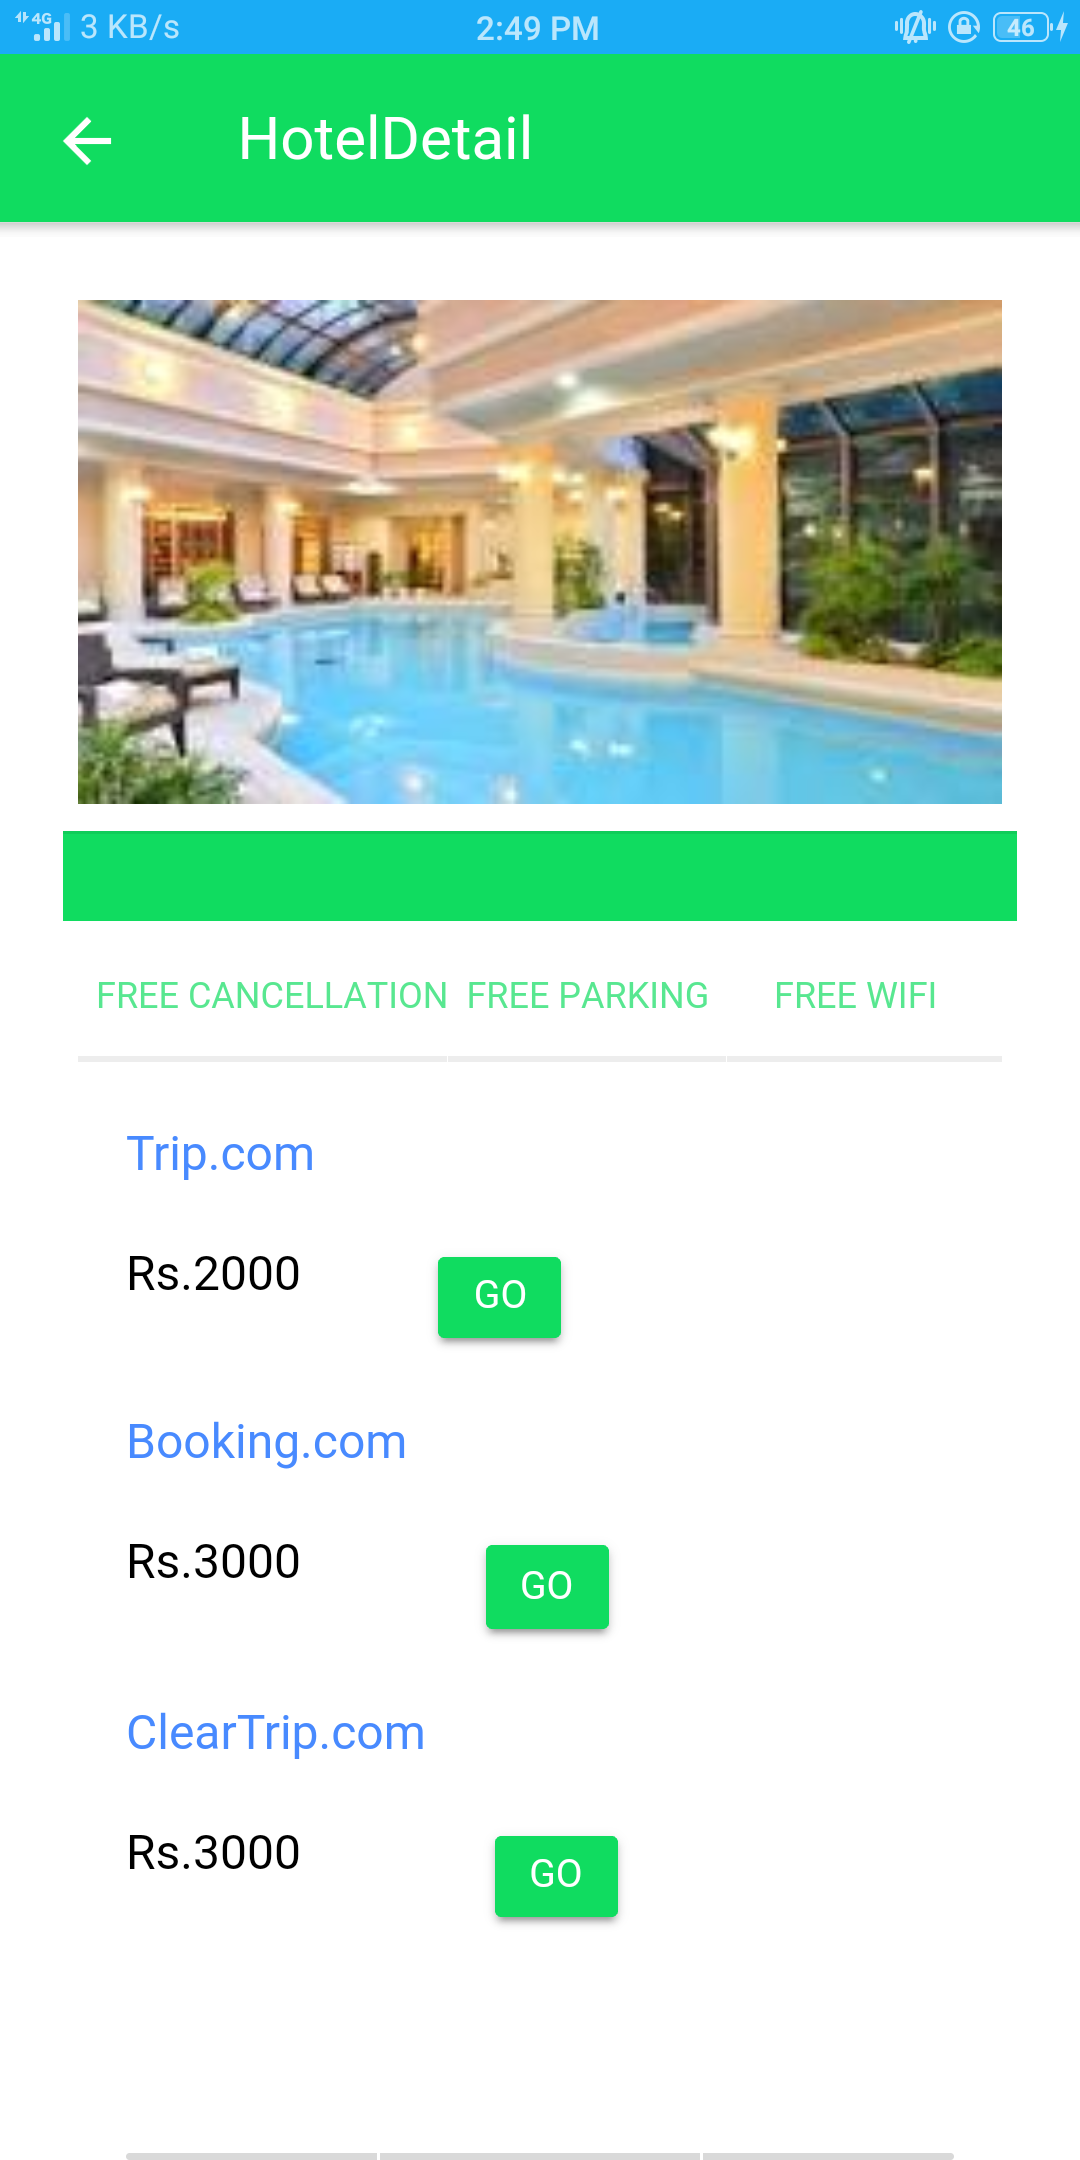 4G 3 KB/s 2:49 PM 46
HotelDetail
FREE CANCELLATION FREE PARKING FREE WIFI
Trip.com
Rs.2000 GO
Booking.com
Rs.3000 GO
ClearTrip.com
Rs.3000 GO